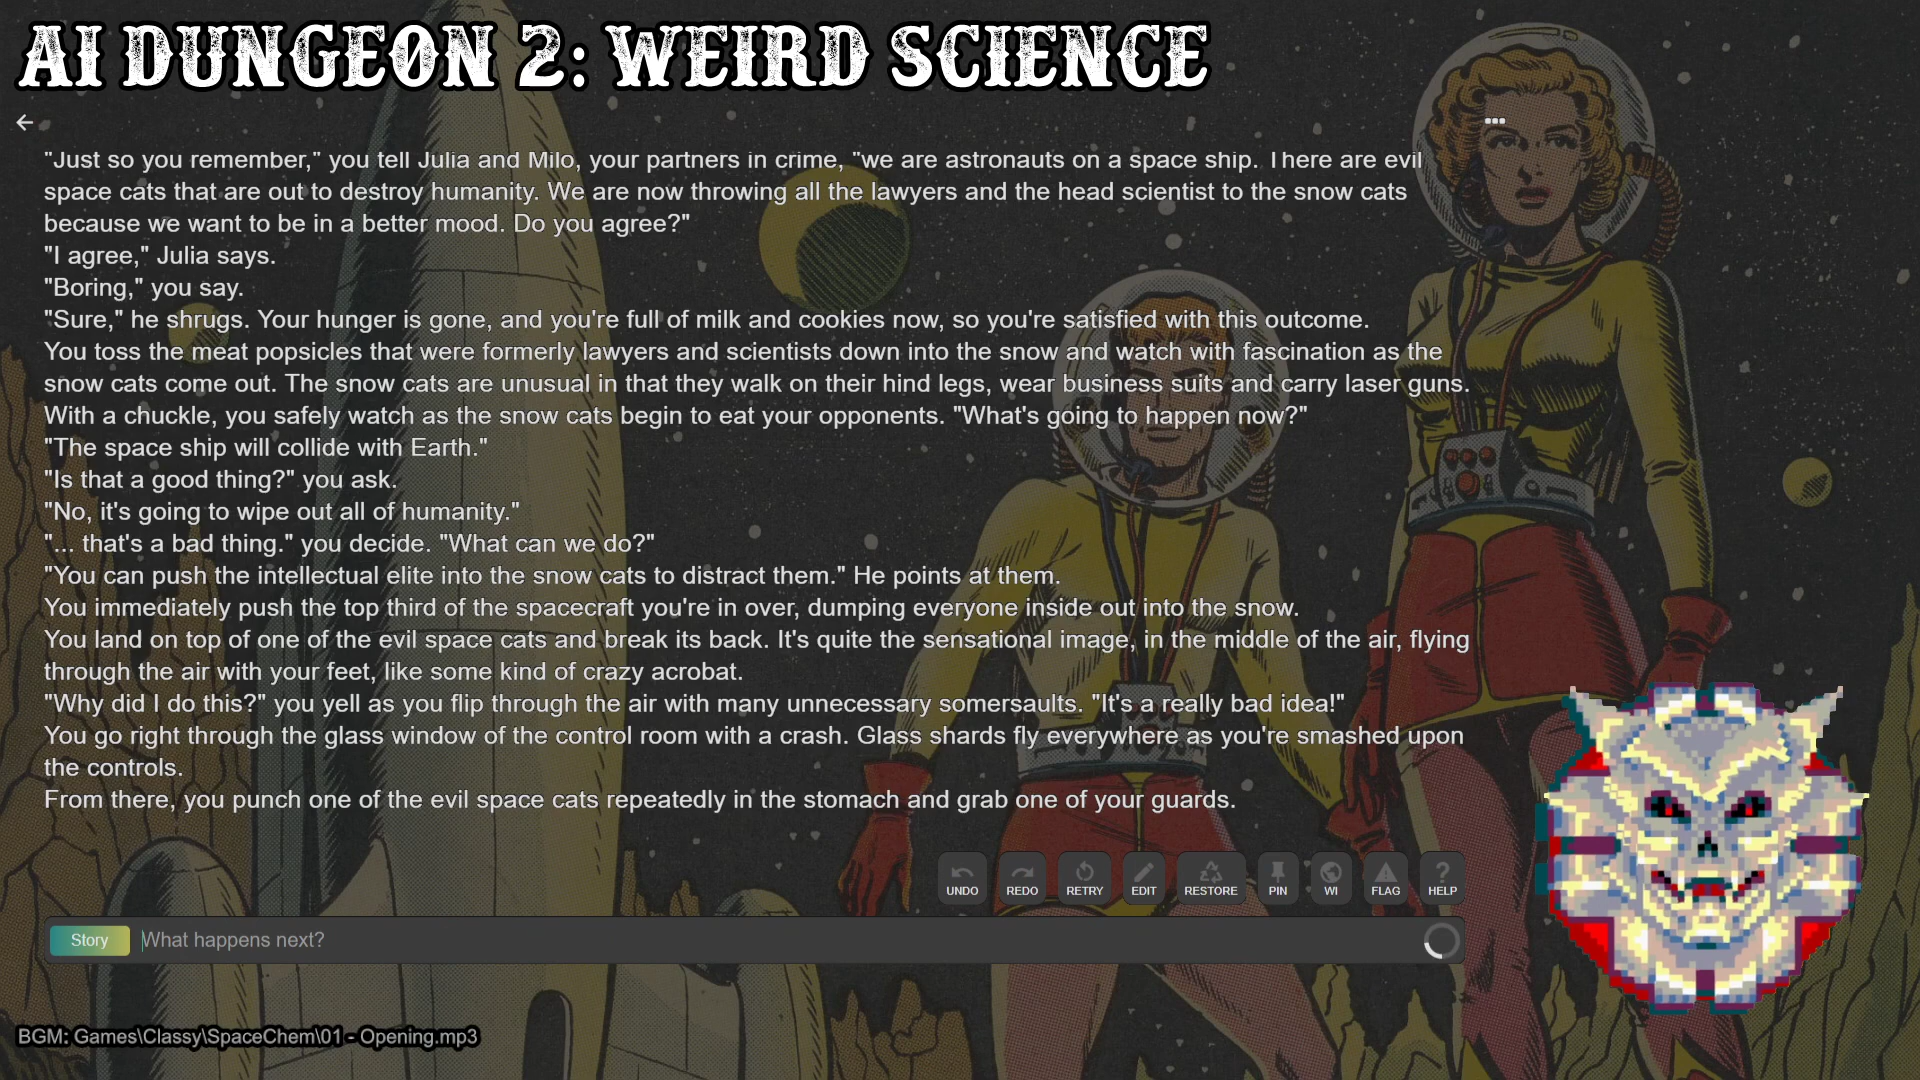 AI DUNGEON 2: WEIRD SCIENCE
"Just so you remember," you tell Julia and Milo, your partners in crime, "we are astronauts on a space ship. There are evil
space cats that are out to destroy humanity. We are now throwing all the lawyers and the head scientist to the snow cats
because we want to be in a better mood. Do you agree?"
"I agree," Julia says.
"Boring," you say.
"Sure," he shrugs. Your hunger is gone, and you're full of milk and cookies now, so you're satisfied with this outcome.
You toss the meat popsicles that were formerly lawyers and scientists down into the snow and watch with fascination as the
snow cats come out. The snow cats are unusual in that they walk on their hind legs, wear business suits and carry laser guns.
With a chuckle, you safely watch as the snow cats begin to eat your opponents. "What's going to happen now?"
"The space ship will collide with Earth."
"Is that a good thing?" you ask.
"No, it's going to wipe out all of humanity."
"... that's a bad thing." you decide. "What can we do?"
"You can push the intellectual elite into the snow cats to distract them." He points at them.
You immediately push the top third of the spacecraft you're in over, dumping everyone inside out into the snow.
You land on top of one of the evil space cats and break its back. It's quite the sensational image, in the middle of the air, flying
through the air with your feet, like some kind of crazy acrobat.
"Why did I do this?" you yell as you flip through the air with many unnecessary somersaults. "It's a really bad idea!"
You go right through the glass window of the control room with a crash. Glass shards fly everywhere as you're smashed upon
the controls.
From there, you punch one of the evil space cats repeatedly in the stomach and grab one of your guards.
UNDO REDO RETRY EDIT RESTORE PIN WI FLAG HELP
Story What happens next?
BGM: Games\Classy\SpaceChem\01 - Opening.mp3